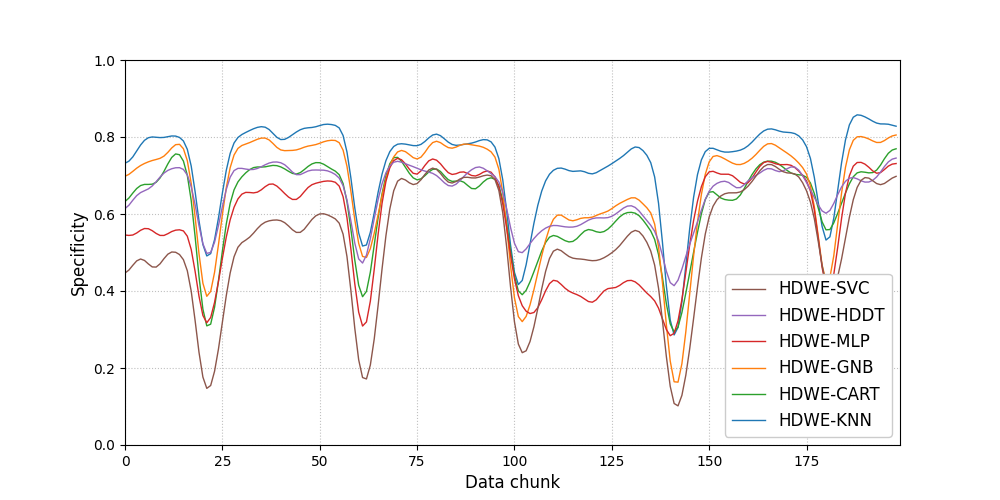 1.0
0.8
0.6
0.4
0.2
0.0
Specificity
0 25 50 75 100 125 150 175
Data chunk
HDWE-SVC
HDWE-HDDT
HDWE-MLP
HDWE-GNB
HDWE-CART
HDWE-KNN